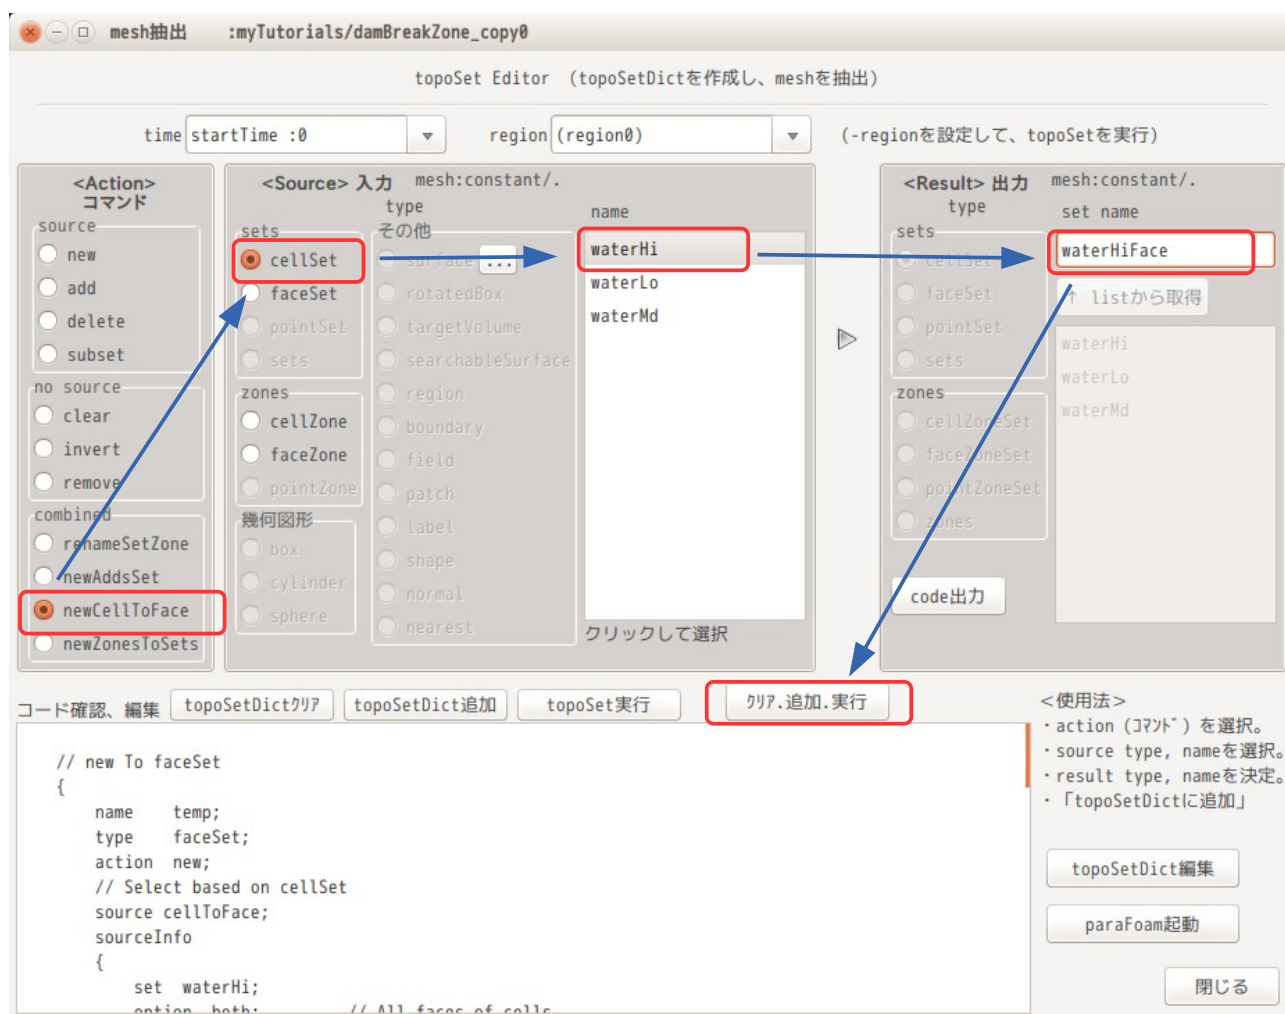 mesh抽出 :myTutorials/damBreakZone_copy0
topoSet Editor (topoSetDictを作成し、meshを抽出)
time startTime :0 region (region0) (-regionを設定して、topoSetを実行)
<Action>
コマンド
source
new
add
delete
subset
no source
clear
invert
remove
combined
renameSetZone
newAddsSet
newCellToFace
newZonesToSets
<Source> 入力 mesh:constant/.
type
name
sets
cellSet
faceSet
pointSet
sets
zones
cellZone
faceZone
pointZone
幾何図形
box
cylinder
sphere
その他
surface ...
rotatedBox
targetVolume
searchableSurface
region
boundary
field
patch
label
shape
normal
nearest
waterHi
waterLo
waterMd
クリックして選択
<Result> 出力 mesh:constant/.
type
set name
sets
cellSet
faceSet
pointSet
sets
zones
cellZoneSet
faceZoneSet
pointZoneSet
zones
code出力
waterHiFace
↑ listから取得
waterHi
waterLo
waterMd
コード確認、編集 topoSetDictｸﾘｱ topoSetDict追加 topoSet実行 ｸﾘｱ.追加.実行
// new To faceSet
{
name temp;
type faceSet;
action new;
// Select based on cellSet
source cellToFace;
sourceInfo
{
set waterHi;
option both; // All faces of cells
<使用法>
・action (ｺﾏﾝﾄﾞ) を選択。
・source type, nameを選択。
・result type, nameを決定。
・「topoSetDictに追加」
topoSetDict編集
paraFoam起動
閉じる